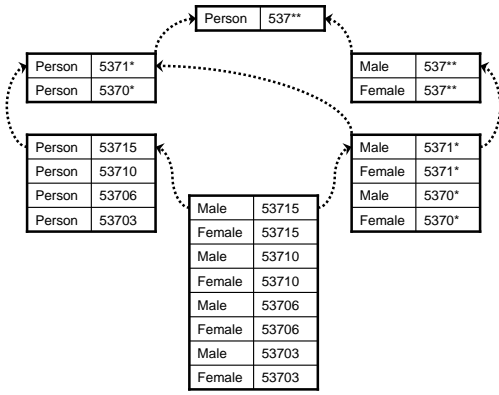 Person 537**
Person 5371*
Person 5370*
Male 537**
Female 537**
Person 53715
Person 53710
Person 53706
Person 53703
Male 5371*
Female 5371*
Male 5370*
Female 5370*
Male 53715
Female 53715
Male 53710
Female 53710
Male 53706
Female 53706
Male 53703
Female 53703